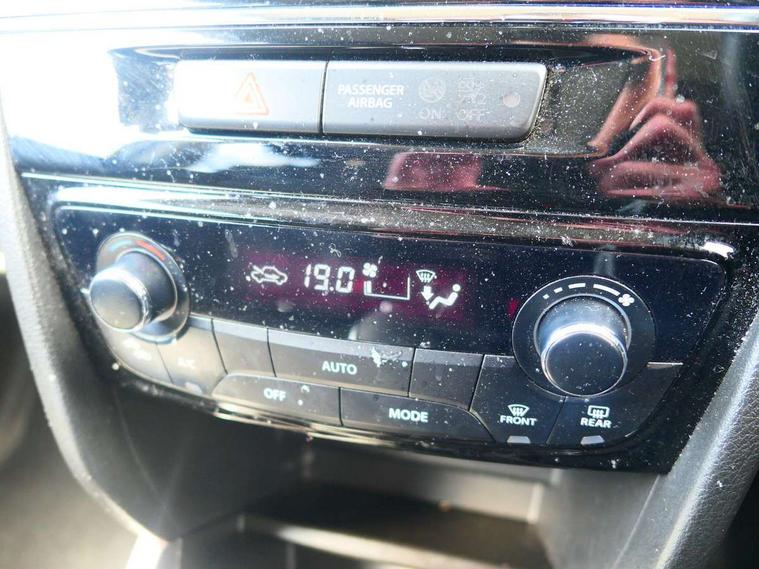 PASSENGER
AIRBAG
ON
OFF
19.0
A/C
AUTO
OFF
MODE
FRONT
REAR